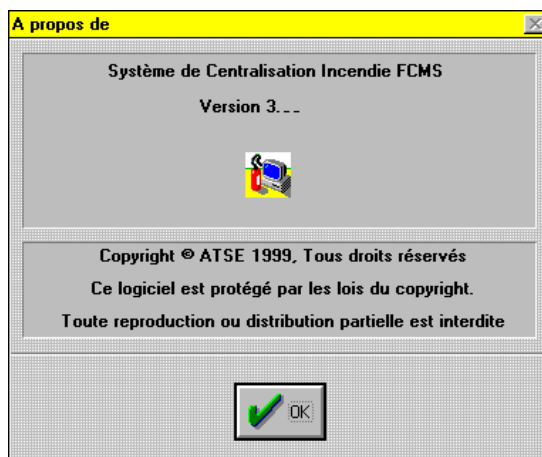 A propos de
Système de Centralisation Incendie FCMS
Version 3._ _
Copyright © ATSE 1999, Tous droits réservés
Ce logiciel est protégé par les lois du copyright.
Toute reproduction ou distribution partielle est interdite
OK